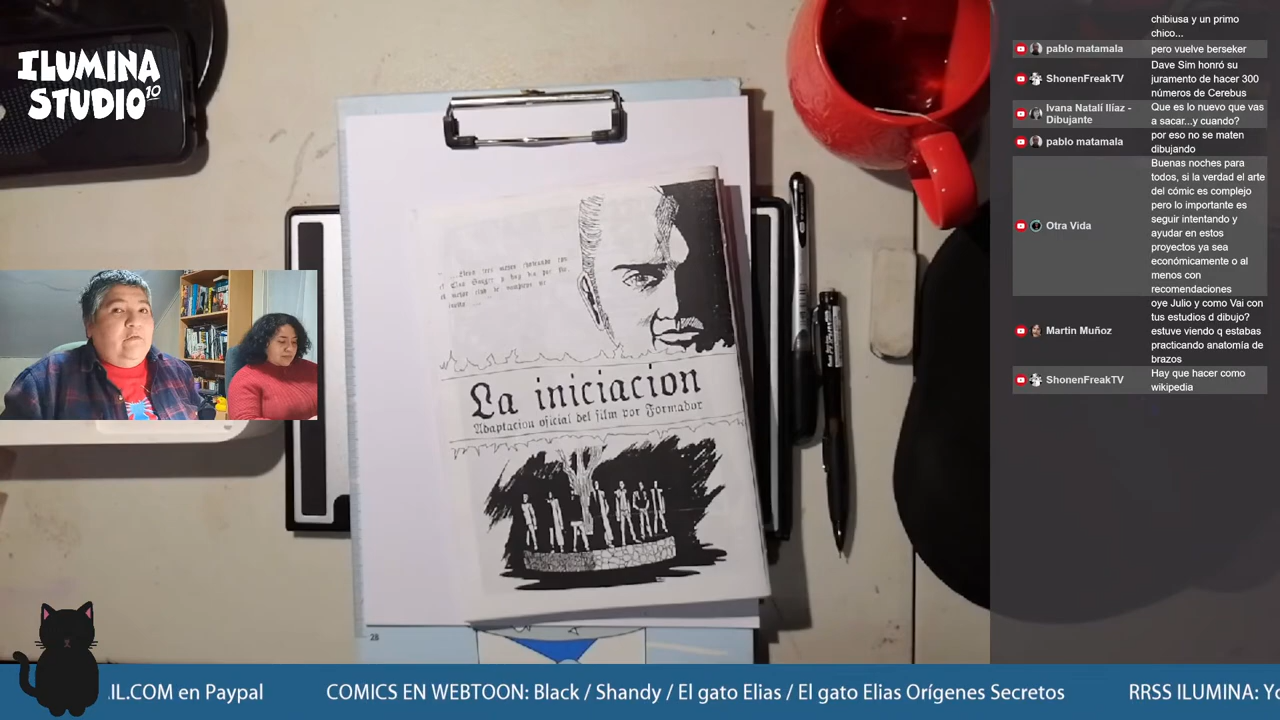 ILUMINA
STUDIO
La iniciacion
Adaptacion oficial del film por Formador
28
chibiusa y un primo
chico...
pablo matamala
pero vuelve berseker
ShonenFreakTV
Dave Sim honró su
juramento de hacer 300
números de Cerebus
Ivana Natalí Ilíaz -
Dibujante
Que es lo nuevo que vas
a sacar...y cuando?
pablo matamala
por eso no se maten
dibujando
Otra Vida
Buenas noches para
todos, si la verdad el arte
del cómic es complejo
pero lo importante es
seguir intentando y
ayudar en estos
proyectos ya sea
económicamente o al
menos con
recomendaciones
Martin Muñoz
oye Julio y como Vai con
tus estudios d dibujo?
estuve viendo q estabas
practicando anatomía de
brazos
ShonenFreakTV
Hay que hacer como
wikipedia
IL.COM en Paypal COMICS EN WEBTOON: Black / Shandy / El gato Elias / El gato Elias Orígenes Secretos RRSS ILUMINA: Yo